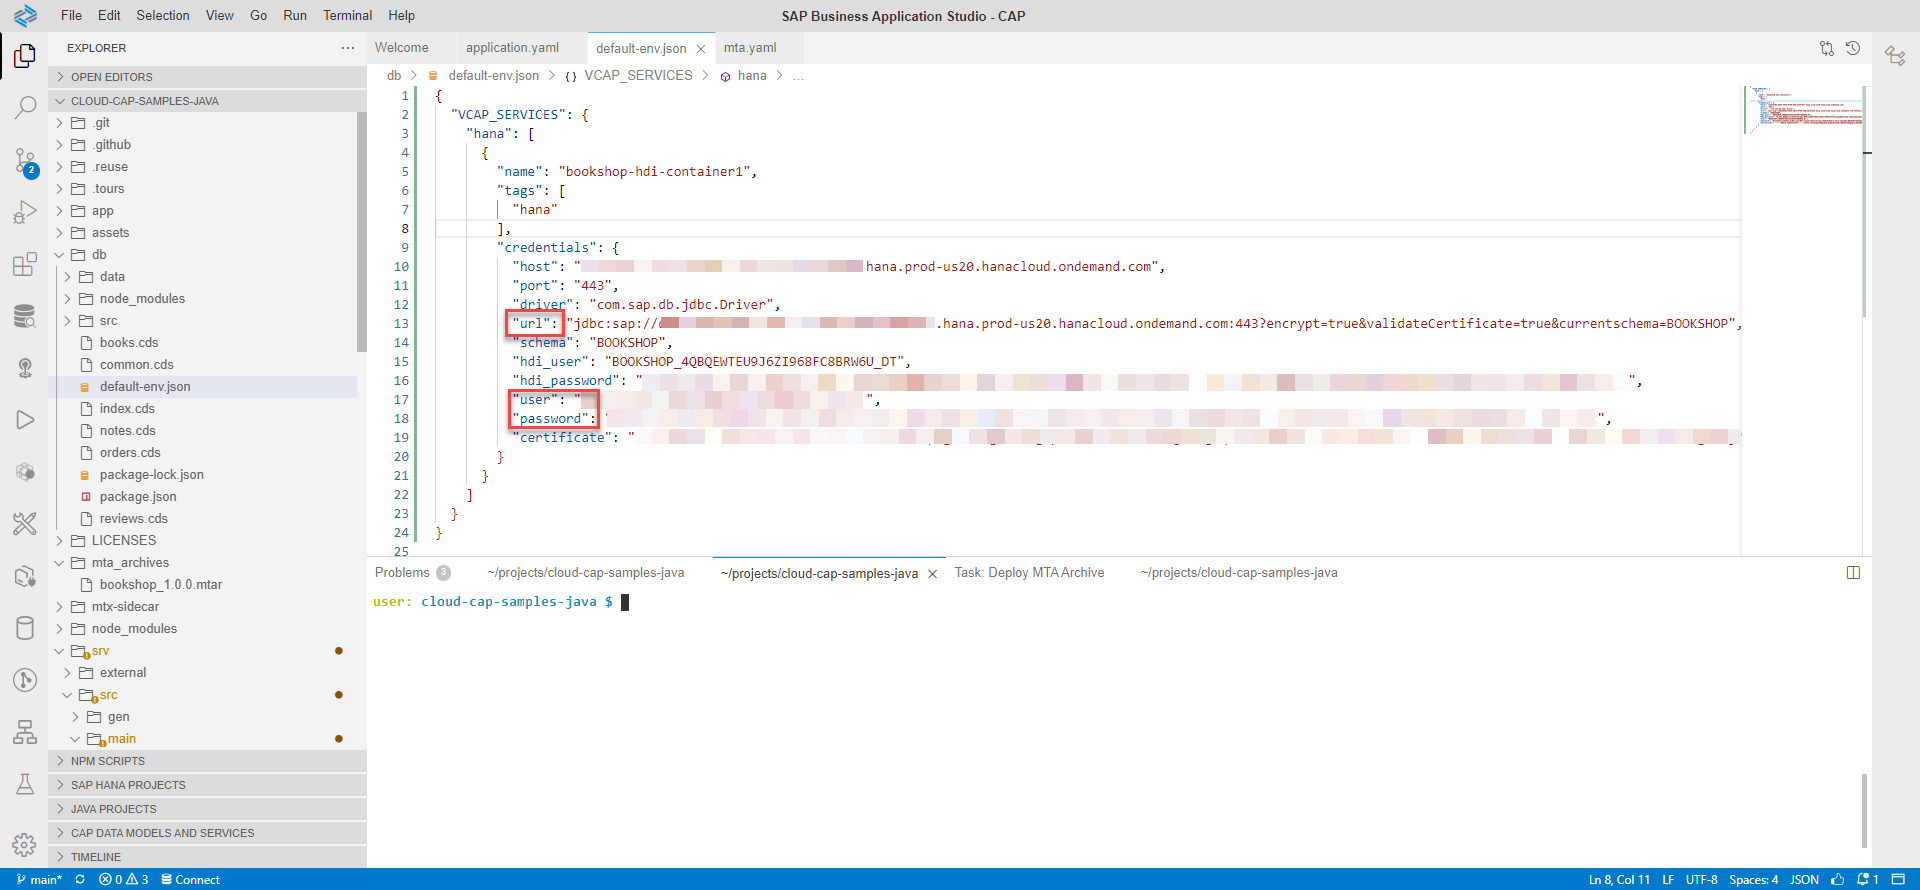 File Edit Selection View Go Run Terminal Help
SAP Business Application Studio - CAP
EXPLORER
OPEN EDITORS
CLOUD-CAP-SAMPLES-JAVA
.git
.github
.reuse
.tours
app
assets
db
data
node_modules
src
books.cds
common.cds
default-env.json
index.cds
notes.cds
orders.cds
package-lock.json
package.json
reviews.cds
LICENSES
mta_archives
bookshop_1.0.0.mtar
mtx-sidecar
node_modules
srv
external
src
gen
main
NPM SCRIPTS
SAP HANA PROJECTS
JAVA PROJECTS
CAP DATA MODELS AND SERVICES
TIMELINE
2
Welcome application.yaml default-env.json mta.yaml
db default-env.json {} VCAP_SERVICES hana ...
1 {
2 "VCAP_SERVICES": {
3 "hana": [
4 {
5 "name": "bookshop-hdi-container1",
6 "tags": [
7 "hana"
8 ],
9 "credentials": {
10 "host": " hana.prod-us20.hanacloud.ondemand.com",
11 "port": "443",
12 "driver": "com.sap.db.jdbc.Driver",
13 "url": "jdbc:sap:// .hana.prod-us20.hanacloud.ondemand.com:443?encrypt=true&validateCertificate=true&currentschema=BOOKSHOP",
14 "schema": "BOOKSHOP",
15 "hdi_user": "BOOKSHOP_4QBQEWTEU9J6ZI968FC8BRW6U_DT",
16 "hdi_password": " ",
17 "user": " ",
18 "password": " ",
19 "certificate": "
20 }
21 }
22 ]
23 }
24 }
25
Problems 3 ~/projects/cloud-cap-samples-java ~/projects/cloud-cap-samples-java Task: Deploy MTA Archive ~/projects/cloud-cap-samples-java
user: cloud-cap-samples-java $
main* 0 3 Connect
Ln 8, Col 11 LF UTF-8 Spaces: 4 JSON 1